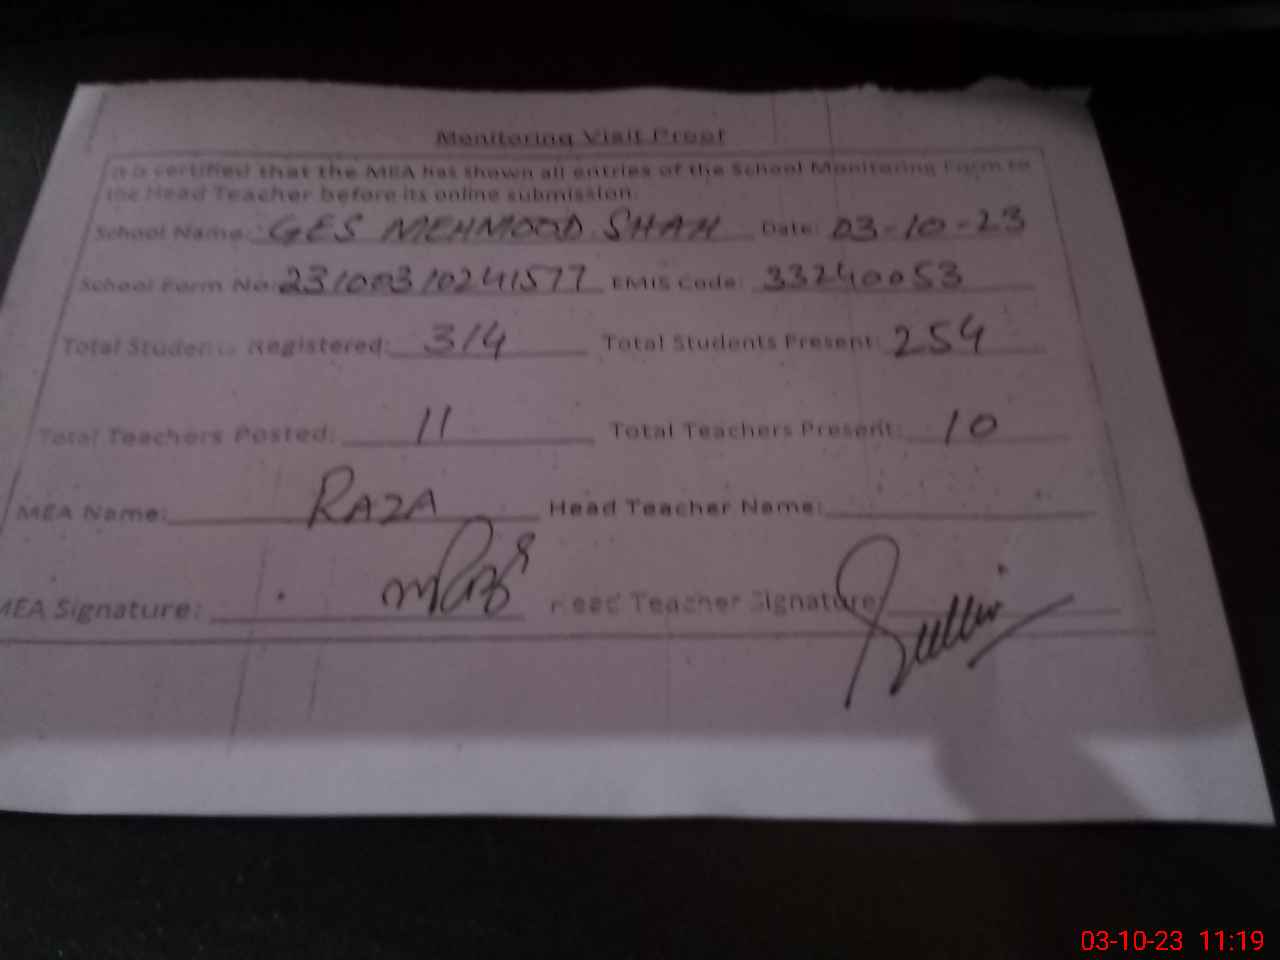 Monitoring Visit Proof
It is certified that the MEA has shown all entries of the School Monitoring Form to
the Head Teacher before its online submission.
School Name: GES MEHMOOD SHAH Date: 03-10-23
School Form No: 23100310241577 EMIS Code: 33240053
Total Students Registered: 314 Total Students Present: 254
Total Teachers Posted: 11 Total Teachers Present: 10
MEA Name: RAZA Head Teacher Name:
MEA Signature: Head Teacher Signature
03-10-23 11:19